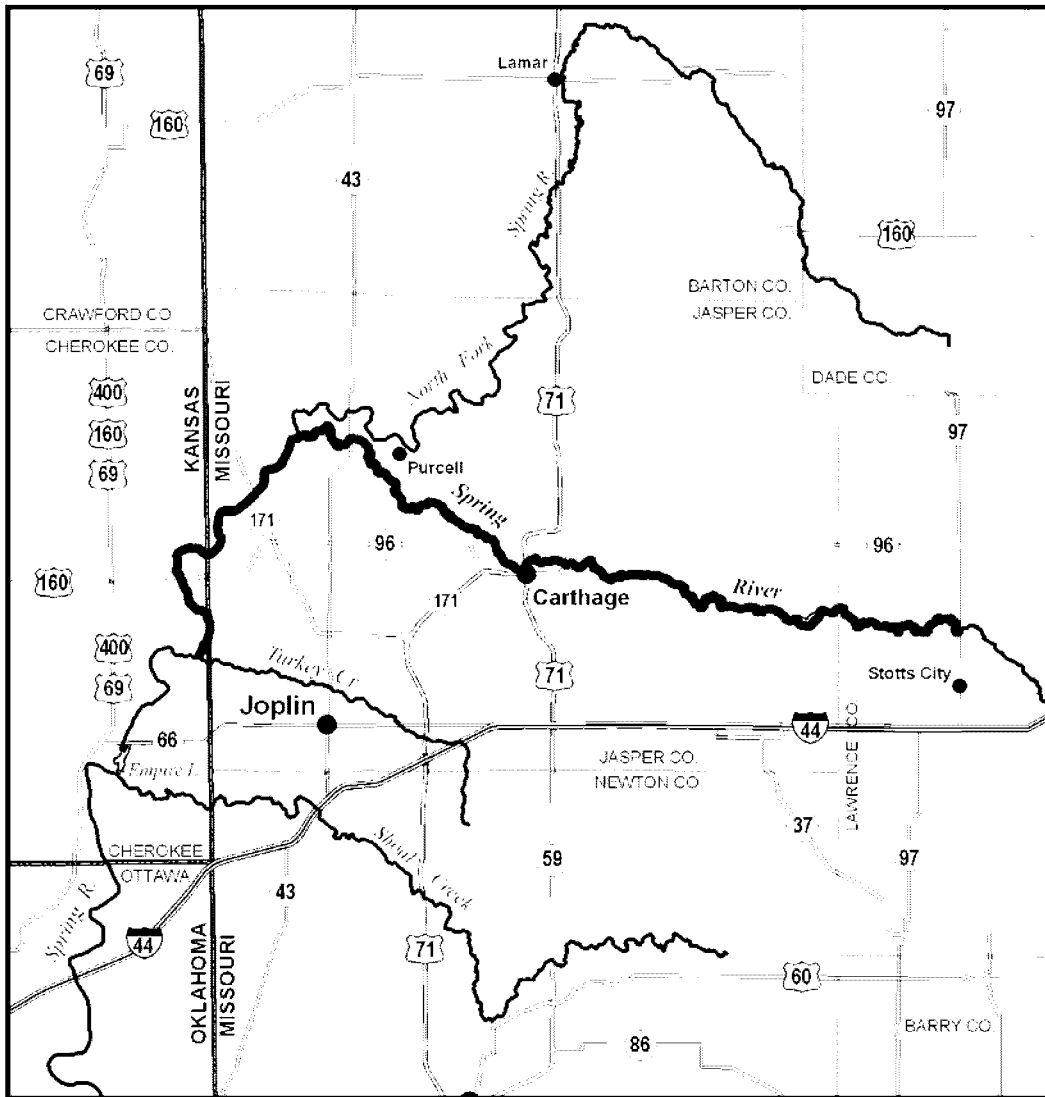 Lamar
69
160
97
43
Spring R.
160
BARTON CO.
JASPER CO.
CRAWFORD CO
CHEROKEE CO.
North Fork
DADE CO.
400
71
KANSAS
MISSOURI
160
97
69
Purcell
Spring
171
96
96
160
Carthage
River
171
400
Turkey Cr.
71
Stotts City
69
Joplin
66
44
LAWRENCE CO.
Empire L.
JASPER CO.
NEWTON CO.
37
Shoal Creek
CHEROKEE
OTTAWA
59
97
43
Spring R.
44
71
60
OKLAHOMA
MISSOURI
BARRY CO.
86